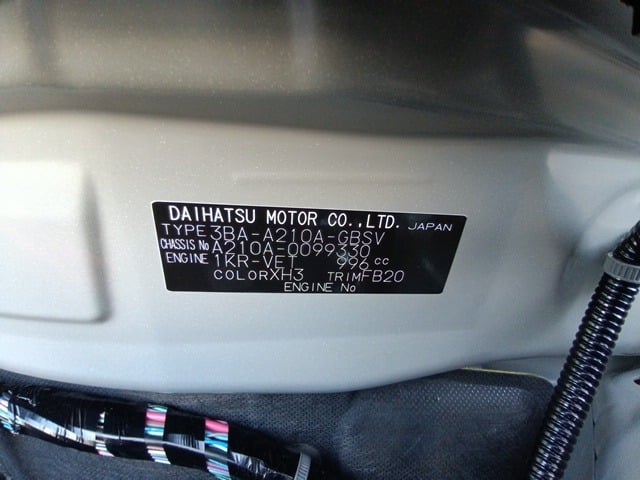 DAIHATSU MOTOR CO.,LTD. JAPAN
TYPE 3BA-A210A-GBSV
CHASSIS No A210A-0099330
ENGINE 1KR-VET 996 cc
COLOR XH3 TRIM FB20
ENGINE No